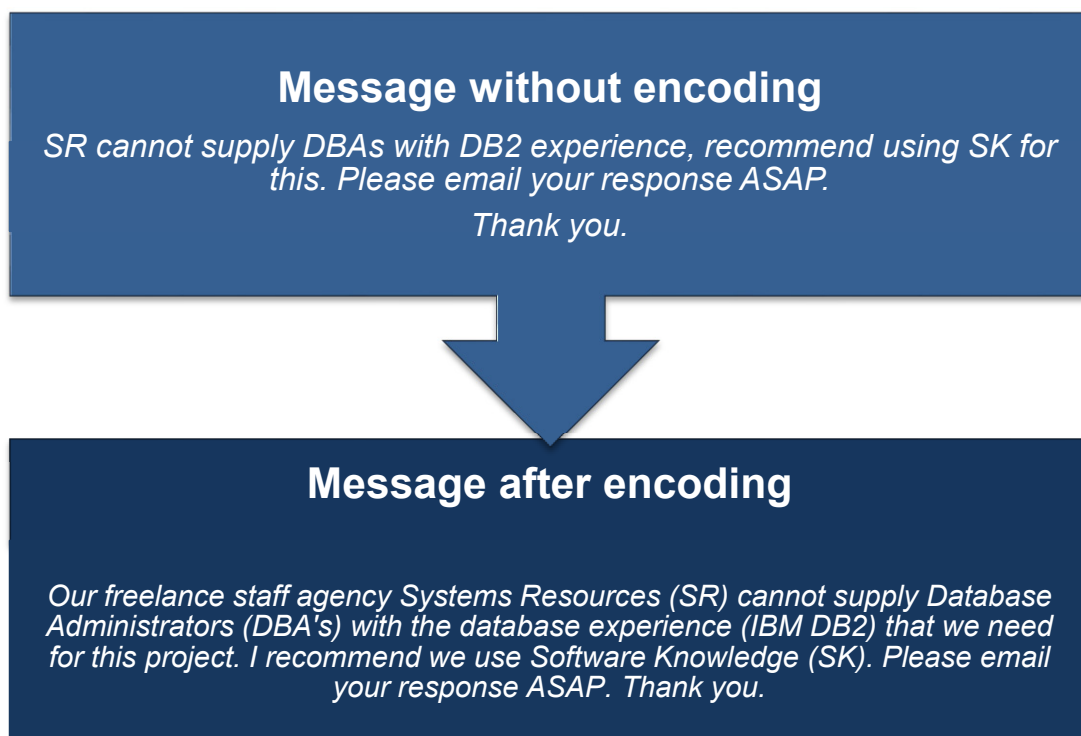 Message without encoding
SR cannot supply DBAs with DB2 experience, recommend using SK for
this. Please email your response ASAP.
Thank you.
Message after encoding
Our freelance staff agency Systems Resources (SR) cannot supply Database
Administrators (DBA's) with the database experience (IBM DB2) that we need
for this project. I recommend we use Software Knowledge (SK). Please email
your response ASAP. Thank you.